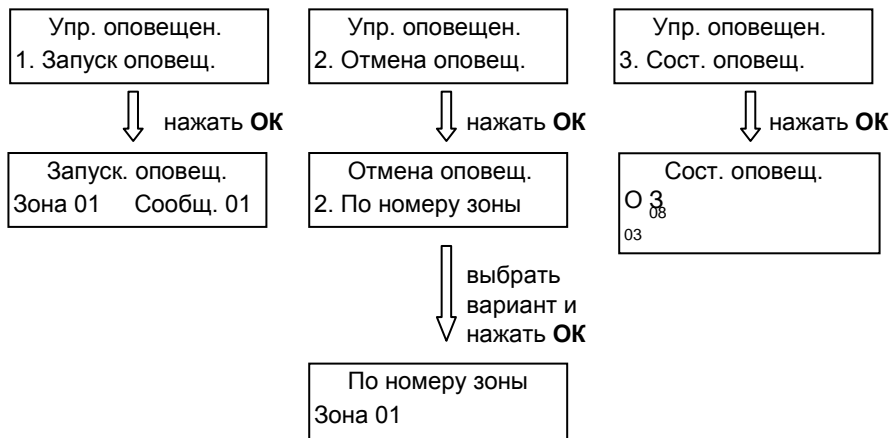 Упр. оповещен.
1. Запуск оповещ.
нажать ОК
Запуск. оповещ.
Зона 01 Сообщ. 01
Упр. оповещен.
2. Отмена оповещ.
нажать ОК
Отмена оповещ.
2. По номеру зоны
выбрать
вариант и
нажать ОК
По номеру зоны
Зона 01
Упр. оповещен.
3. Сост. оповещ.
нажать ОК
Сост. оповещ.
О З
08
03